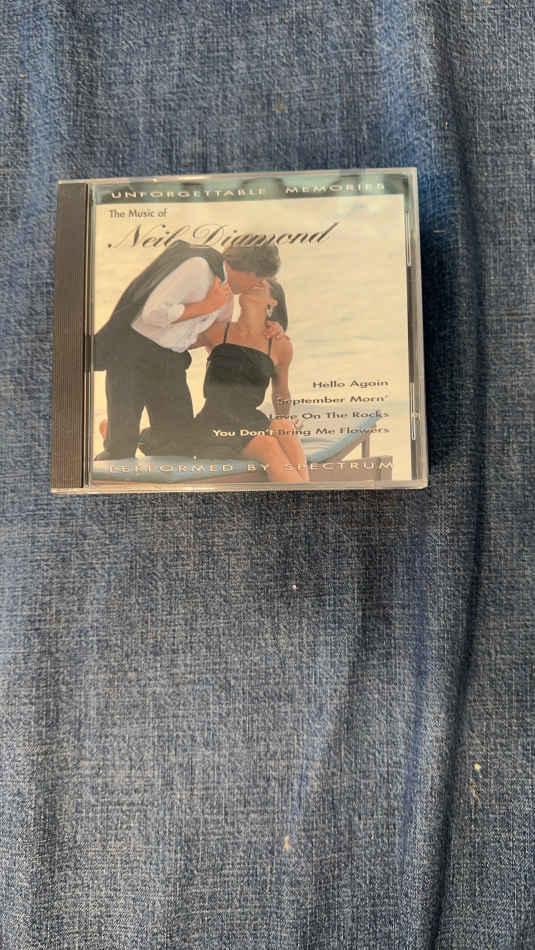 UNFORGETTABLE MEMORIES
The Music of
Neil Diamond
Hello Again
'September Morn'
Love On The Rocks
You Don't Bring Me Flowers
PERFORMED BY SPECTRUM